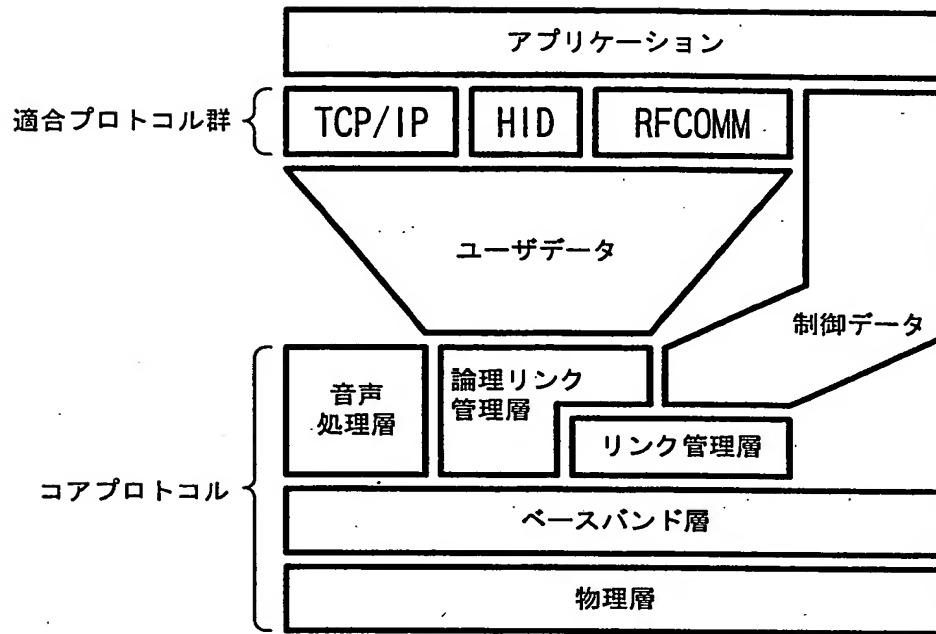 アプリケーション
適合プロトコル群
TCP/IP
HID
RFCOMM
ユーザデータ
制御データ
音声
処理層
論理リンク
管理層
リンク管理層
コアプロトコル
ベースバンド層
物理層